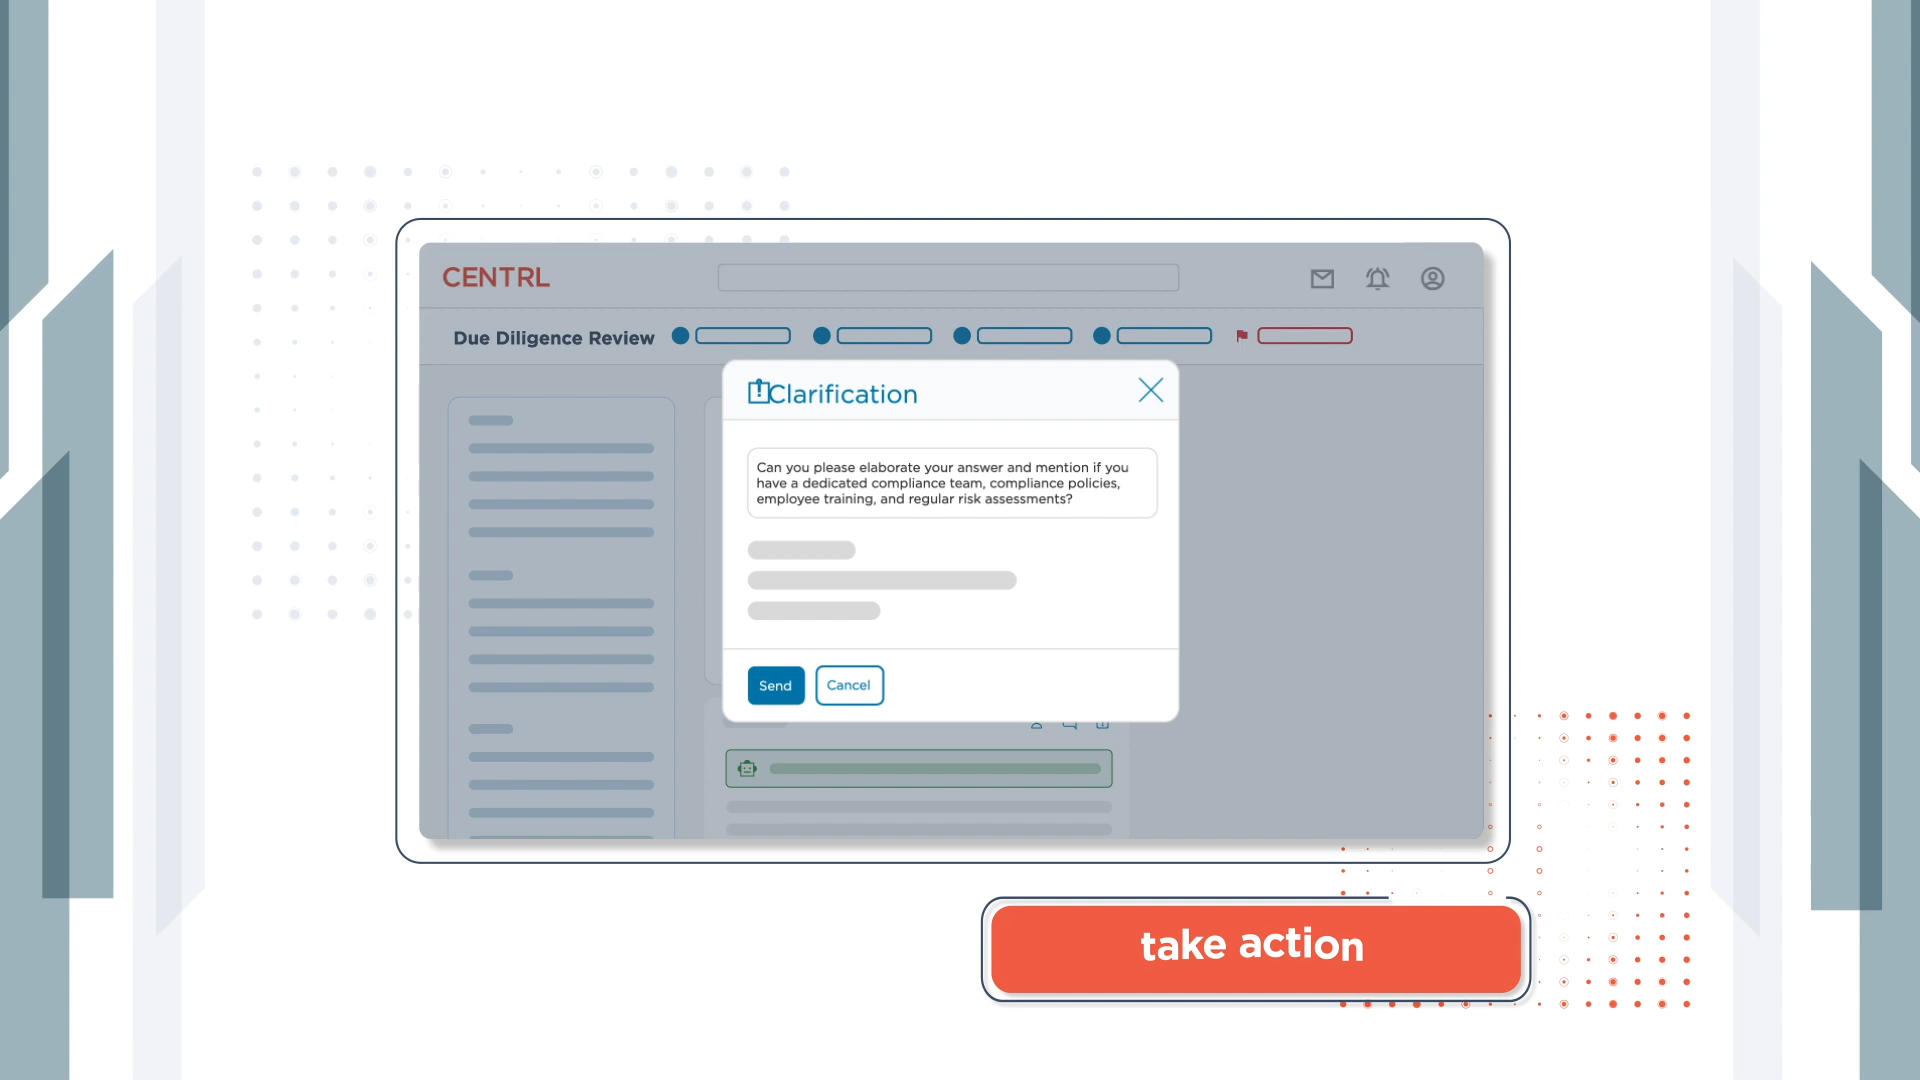 CENTRL
Due Diligence Review
Clarification
Can you please elaborate your answer and mention if you
have a dedicated compliance team, compliance policies,
employee training, and regular risk assessments?
Send
Cancel
take action